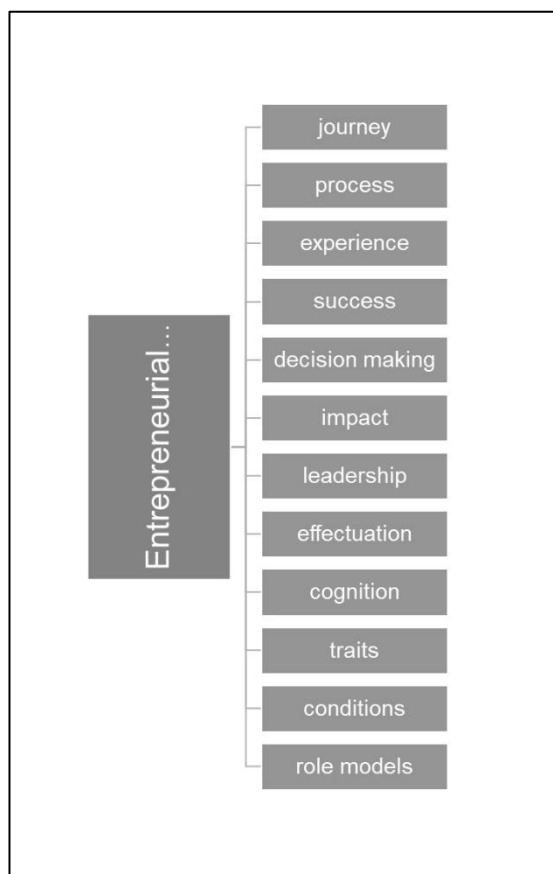 Entrepreneurial...
journey
process
experience
success
decision making
impact
leadership
effectuation
cognition
traits
conditions
role models